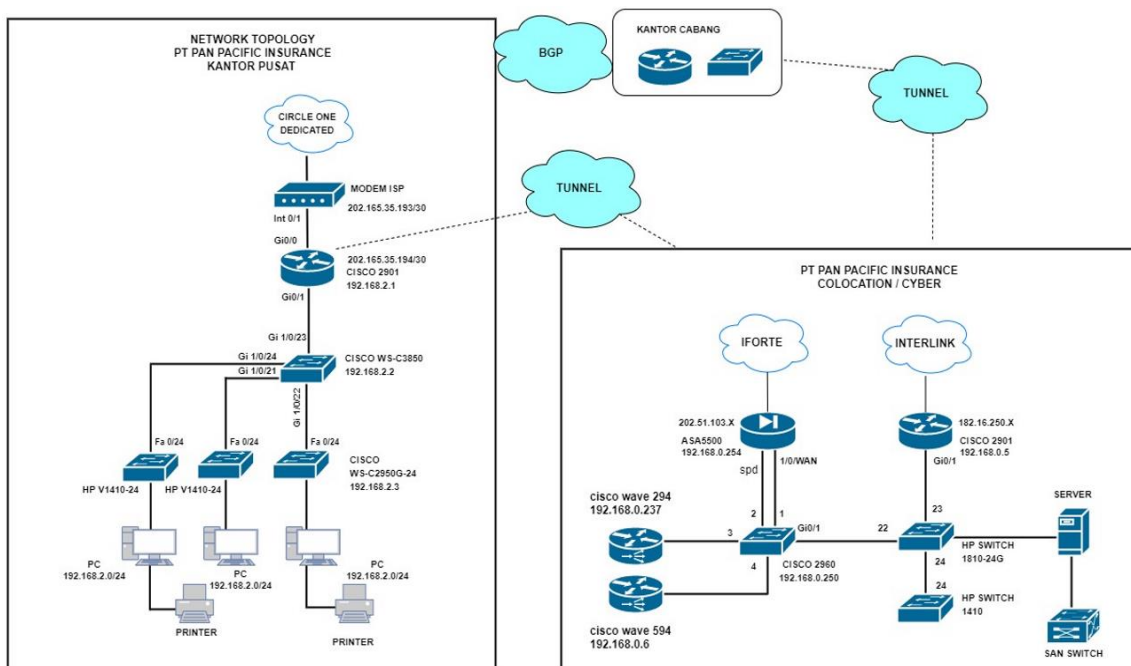 NETWORK TOPOLOGY
PT PAN PACIFIC INSURANCE
KANTOR PUSAT
CIRCLE ONE
DEDICATED
MODEM ISP
202.165.35.193/30
Int 0/1
Gi0/0
202.165.35.194/30
CISCO 2901
192.168.2.1
Gi0/1
Gi 1/0/23
Gi 1/0/24
Gi 1/0/21
CISCO WS-C3850
192.168.2.2
Gi 1/0/22
Fa 0/24
Fa 0/24
Fa 0/24
HP V1410-24
HP V1410-24
CISCO
WS-C2950G-24
192.168.2.3
PC
192.168.2.0/24
PC
192.168.2.0/24
PC
192.168.2.0/24
PRINTER
PRINTER
BGP
KANTOR CABANG
TUNNEL
TUNNEL
PT PAN PACIFIC INSURANCE
COLOCATION / CYBER
IFORTE
INTERLINK
202.51.103.X
ASA5500
192.168.0.254
spd
1/0/WAN
182.16.250.X
CISCO 2901
192.168.0.5
Gi0/1
cisco wave 294
192.168.0.237
2
1
3
Gi0/1
4
CISCO 2960
192.168.0.250
22
23
SERVER
HP SWITCH
1810-24G
24
24
HP SWITCH
1410
cisco wave 594
192.168.0.6
SAN SWITCH